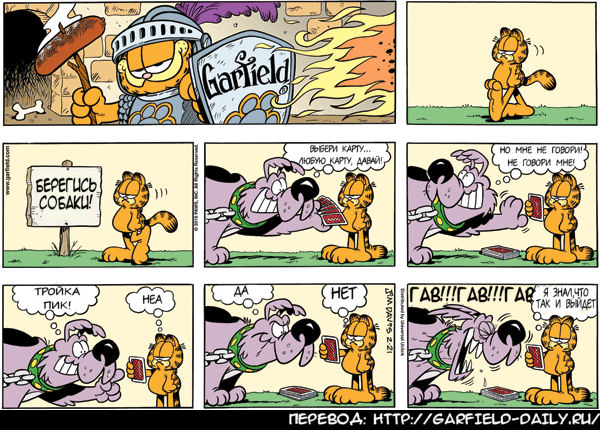 Garfield
www.garfield.com
БЕРЕГИСЬ
СОБАКИ!
© 2010 PAWS, INC. All Rights Reserved.
ВЫБЕРИ КАРТУ...
ЛЮБУЮ КАРТУ, ДАВАЙ!
НО МНЕ НЕ ГОВОРИ!
НЕ ГОВОРИ МНЕ!
ТРОЙКА
ПИК!
НЕА
ДА
НЕТ
JIM DAVIS 2-21
Distributed by Universal Uclick
ГАВ!!!ГАВ!!!ГАВ
Я ЗНАЛ,ЧТО
ТАК И ВЫЙДЕТ
ПЕРЕВОД: HTTP://GARFIELD-DAILY.RU/